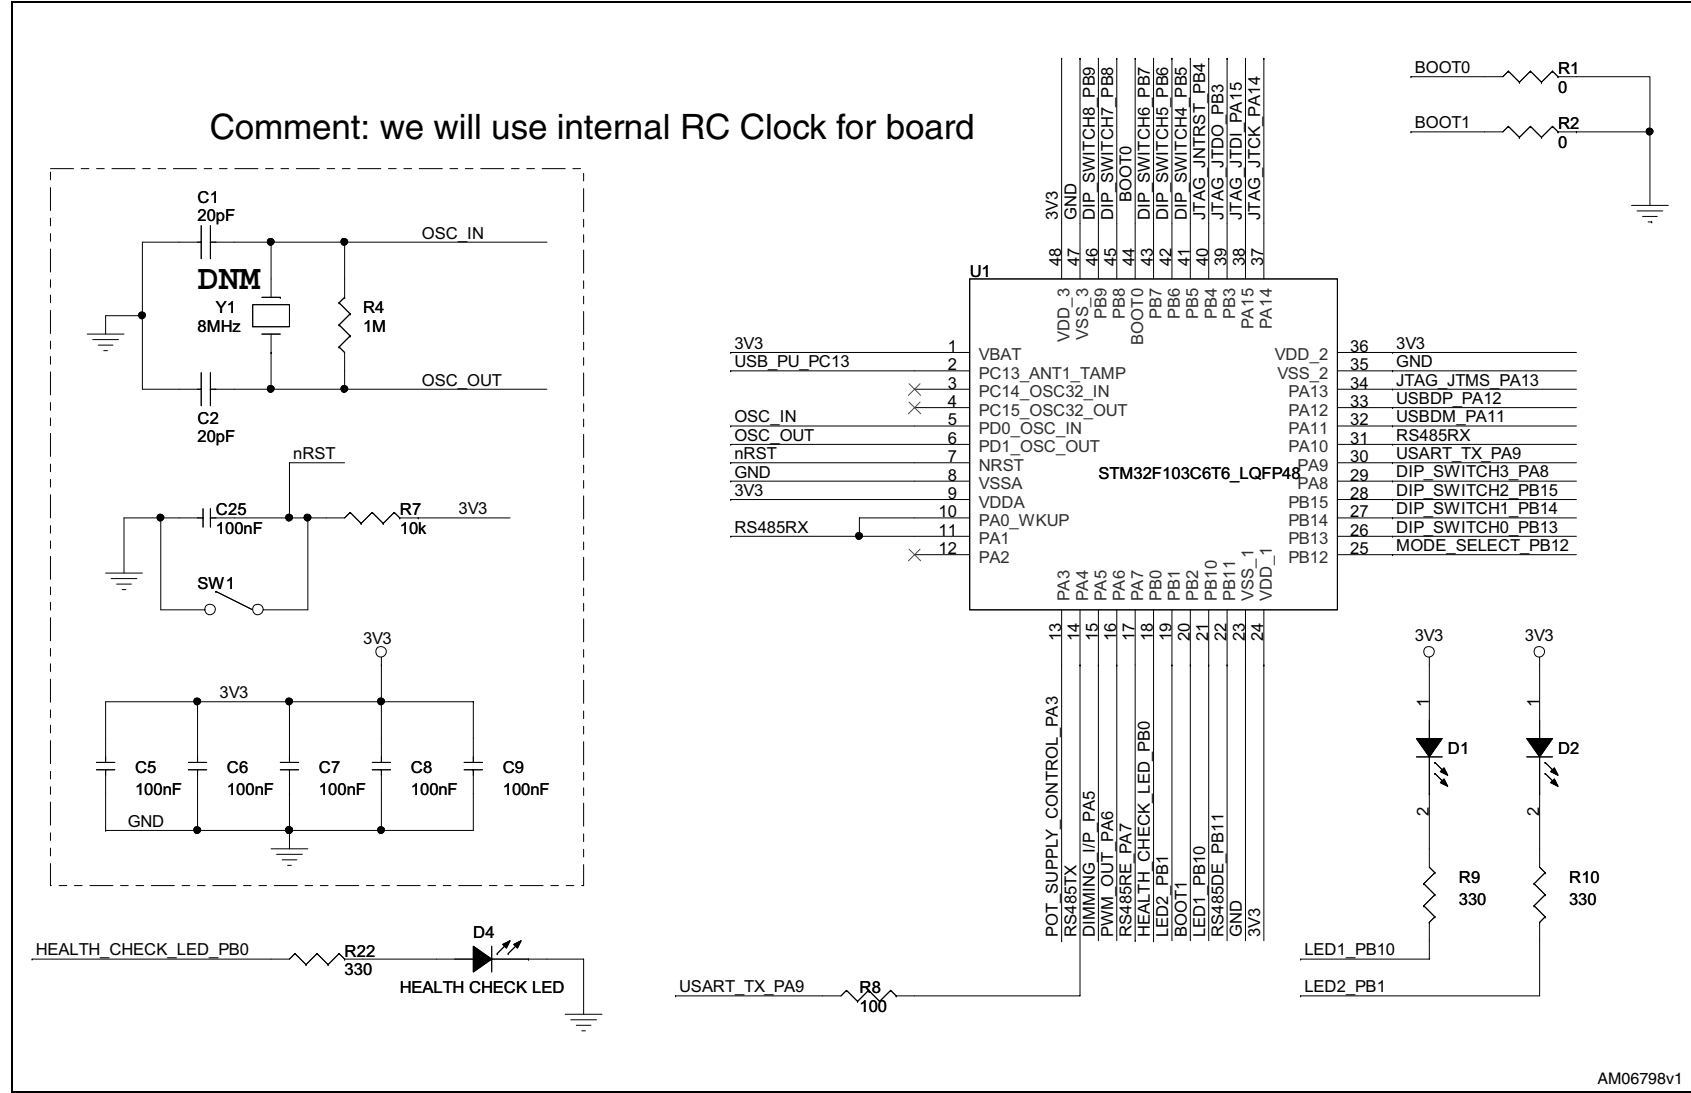 Comment: we will use internal RC Clock for board
BOOT0
R1
0
BOOT1
R2
0
C1
20pF
OSC_IN
DNM
Y1
8MHz
R4
1M
OSC_OUT
C2
20pF
nRST
C25
100nF
R7
10k
3V3
SW1
3V3
3V3
C5
100nF
C6
100nF
C7
100nF
C8
100nF
C9
100nF
GND
HEALTH_CHECK_LED_PB0
R22
330
D4
HEALTH CHECK LED
U1
STM32F103C6T6_LQFP48
3V3 1 VBAT
USB_PU_PC13 2 PC13_ANT1_TAMP
3 PC14_OSC32_IN
4 PC15_OSC32_OUT
OSC_IN 5 PD0_OSC_IN
OSC_OUT 6 PD1_OSC_OUT
nRST 7 NRST
GND 8 VSSA
3V3 9 VDDA
10 PA0_WKUP
RS485RX 11 PA1
12 PA2
3V3 48 VDD_3
GND 47 VSS_3
DIP_SWITCH8_PB9 46 PB9
DIP_SWITCH7_PB8 45 PB8
BOOT0 44 BOOT0
DIP_SWITCH6_PB7 43 PB7
DIP_SWITCH5_PB6 42 PB6
DIP_SWITCH4_PB5 41 PB5
JTAG_JNTRST_PB4 40 PB4
JTAG_JTDO_PB3 39 PB3
JTAG_JTDI_PA15 38 PA15
JTAG_JTCK_PA14 37 PA14
VDD_2 36 3V3
VSS_2 35 GND
PA13 34 JTAG_JTMS_PA13
PA12 33 USBDP_PA12
PA11 32 USBDM_PA11
PA10 31 RS485RX
PA9 30 USART_TX_PA9
PA8 29 DIP_SWITCH3_PA8
PB15 28 DIP_SWITCH2_PB15
PB14 27 DIP_SWITCH1_PB14
PB13 26 DIP_SWITCH0_PB13
PB12 25 MODE_SELECT_PB12
PA3 13 POT_SUPPLY_CONTROL_PA3
PA4 14 RS485TX
PA5 15 DIMMING_I/P_PA5
PA6 16 PWM_OUT_PA6
PA7 17 RS485RE_PA7
PB0 18 HEALTH_CHECK_LED_PB0
PB1 19 LED2_PB1
PB2 20 BOOT1
PB10 21 LED1_PB10
PB11 22 RS485DE_PB11
VSS_1 23 GND
VDD_1 24 3V3
USART_TX_PA9
R8
100
3V3
1
D1
2
R9
330
LED1_PB10
3V3
1
D2
2
R10
330
LED2_PB1
AM06798v1